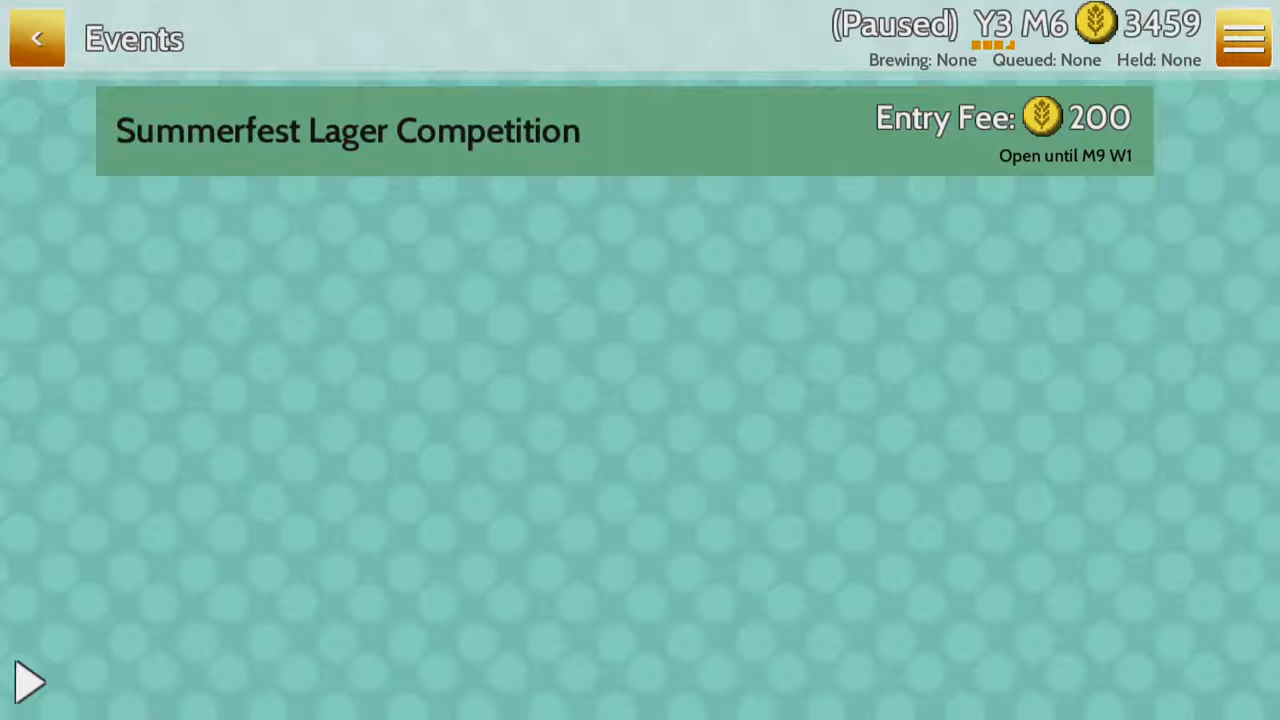 Events
(Paused) Y3 M6 3459
Brewing: None Queued: None Held: None
Summerfest Lager Competition
Entry Fee: 200
Open until M9 W1